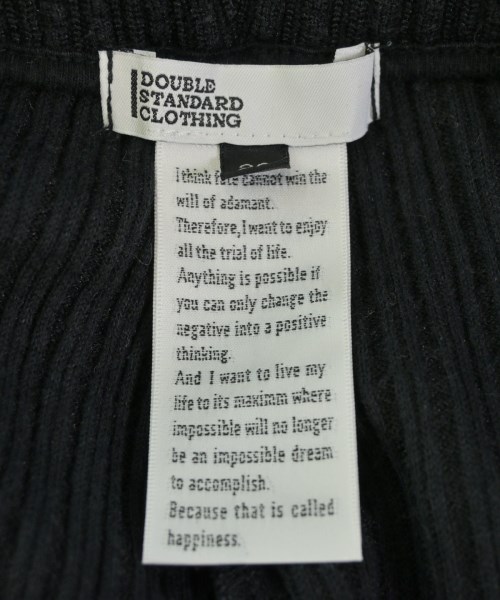 DOUBLE
STANDARD
CLOTHING
I think fate cannot win the
will of adamant.
Therefore, I want to enjoy
all the trial of life.
Anything is possible if
you can only change the
negative into a positive
thinking.
And I want to live my
life to its maximm where
impossible will no longer
be an impossible dream
to accomplish.
Because that is called
happiness.